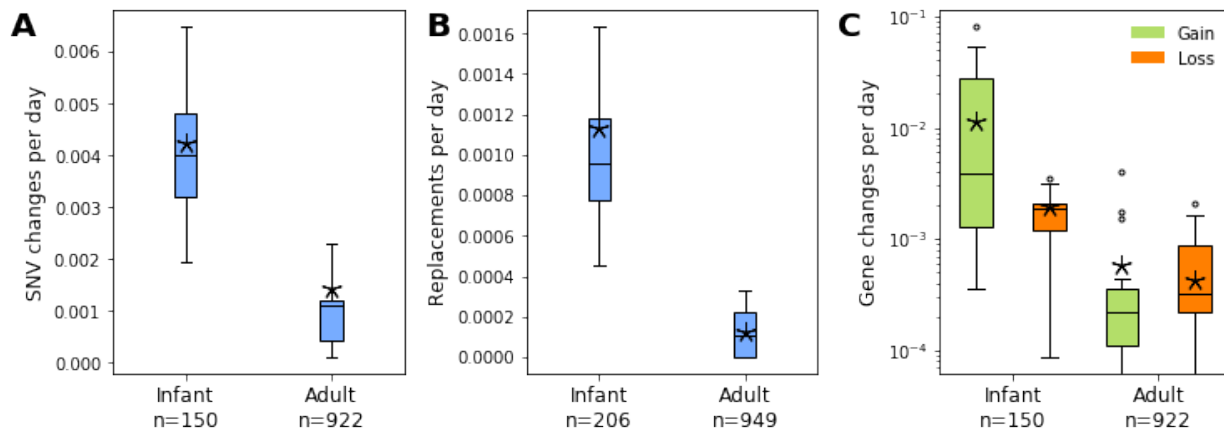 A
SNV changes per day
0.006
0.005
0.004
0.003
0.002
0.001
0.000
Infant
n=150
Adult
n=922
B
Replacements per day
0.0016
0.0014
0.0012
0.0010
0.0008
0.0006
0.0004
0.0002
0.0000
Infant
n=206
Adult
n=949
C
Gene changes per day
10⁻¹
10⁻²
10⁻³
10⁻⁴
Gain
Loss
Infant
n=150
Adult
n=922